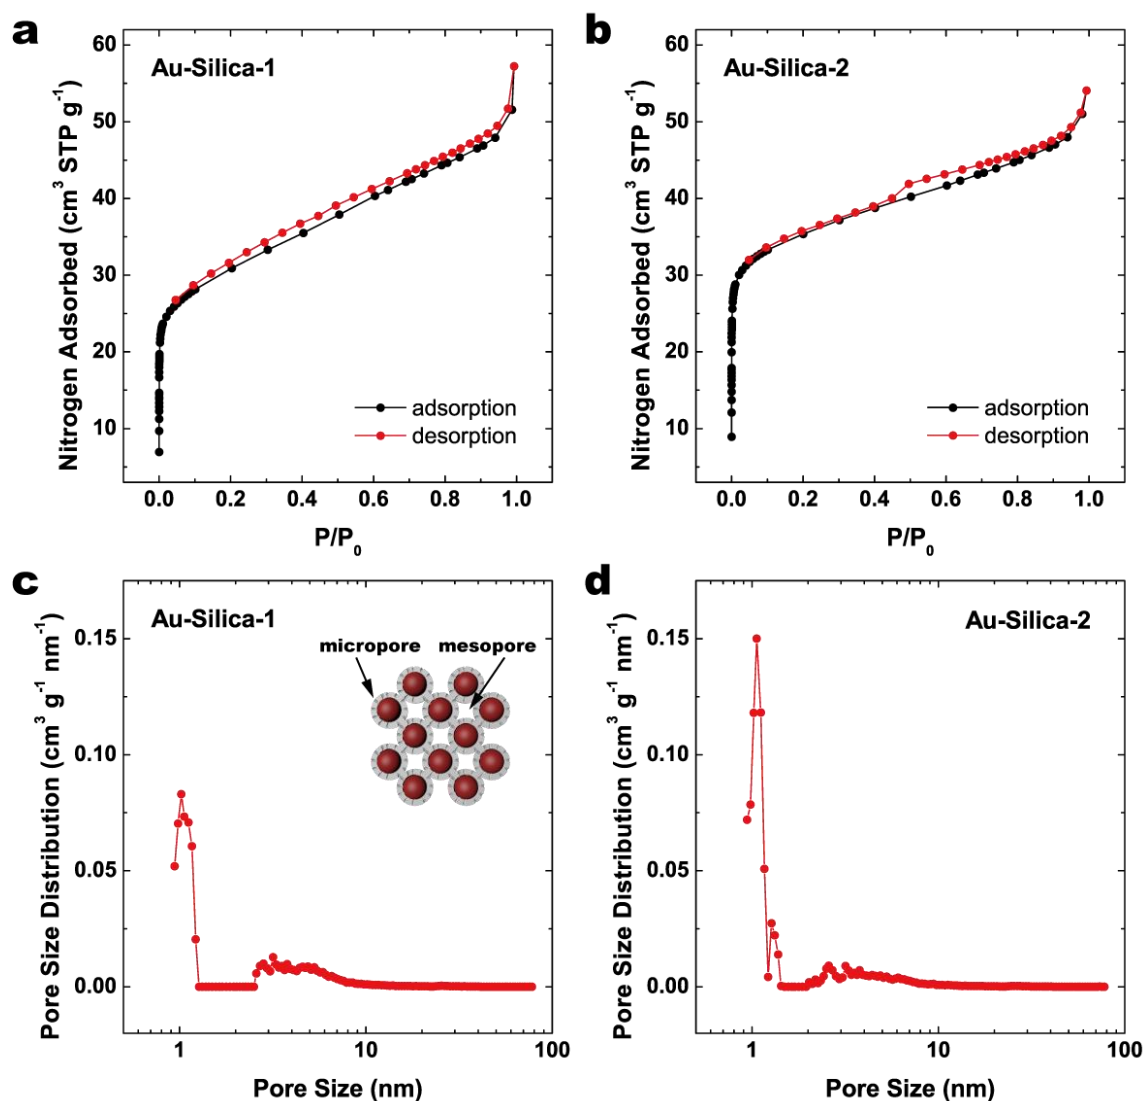 a
Au-Silica-1
Nitrogen Adsorbed (cm³ STP g⁻¹)
60
50
40
30
20
10
adsorption
desorption
0.0 0.2 0.4 0.6 0.8 1.0
P/P₀
b
Au-Silica-2
Nitrogen Adsorbed (cm³ STP g⁻¹)
60
50
40
30
20
10
adsorption
desorption
0.0 0.2 0.4 0.6 0.8 1.0
P/P₀
c
Au-Silica-1
micropore mesopore
Pore Size Distribution (cm³ g⁻¹ nm⁻¹)
0.15
0.10
0.05
0.00
1 10 100
Pore Size (nm)
d
Au-Silica-2
Pore Size Distribution (cm³ g⁻¹ nm⁻¹)
0.15
0.10
0.05
0.00
1 10 100
Pore Size (nm)